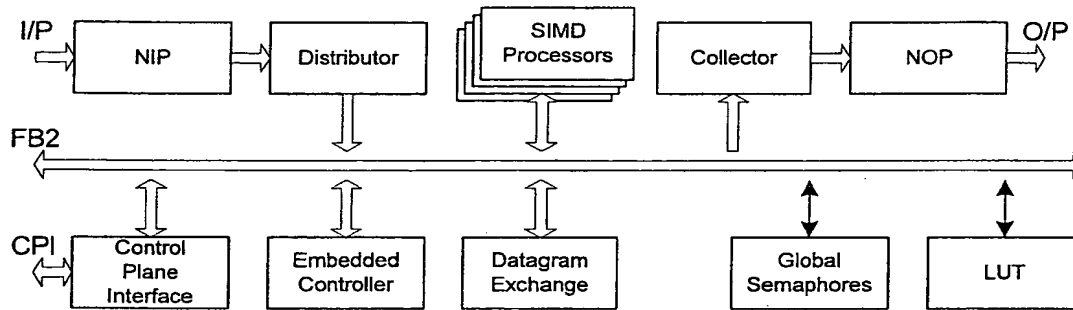 I/P
NIP
Distributor
SIMD
Processors
Collector
NOP
O/P
FB2
CPI
Control
Plane
Interface
Embedded
Controller
Datagram
Exchange
Global
Semaphores
LUT